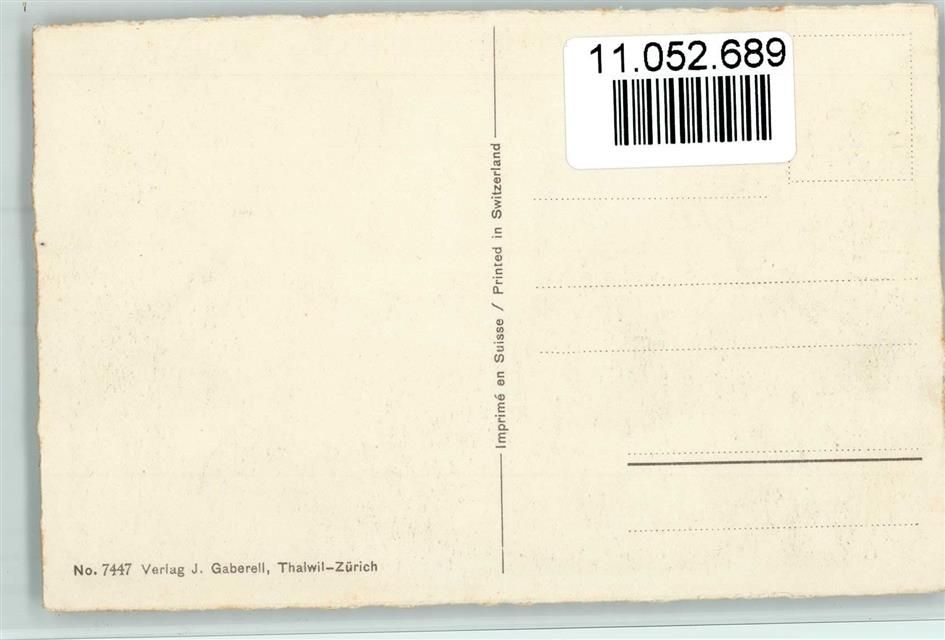 11.052.689
Imprimé en Suisse / Printed in Switzerland
No. 7447 Verlag J. Gaberell, Thalwil-Zürich